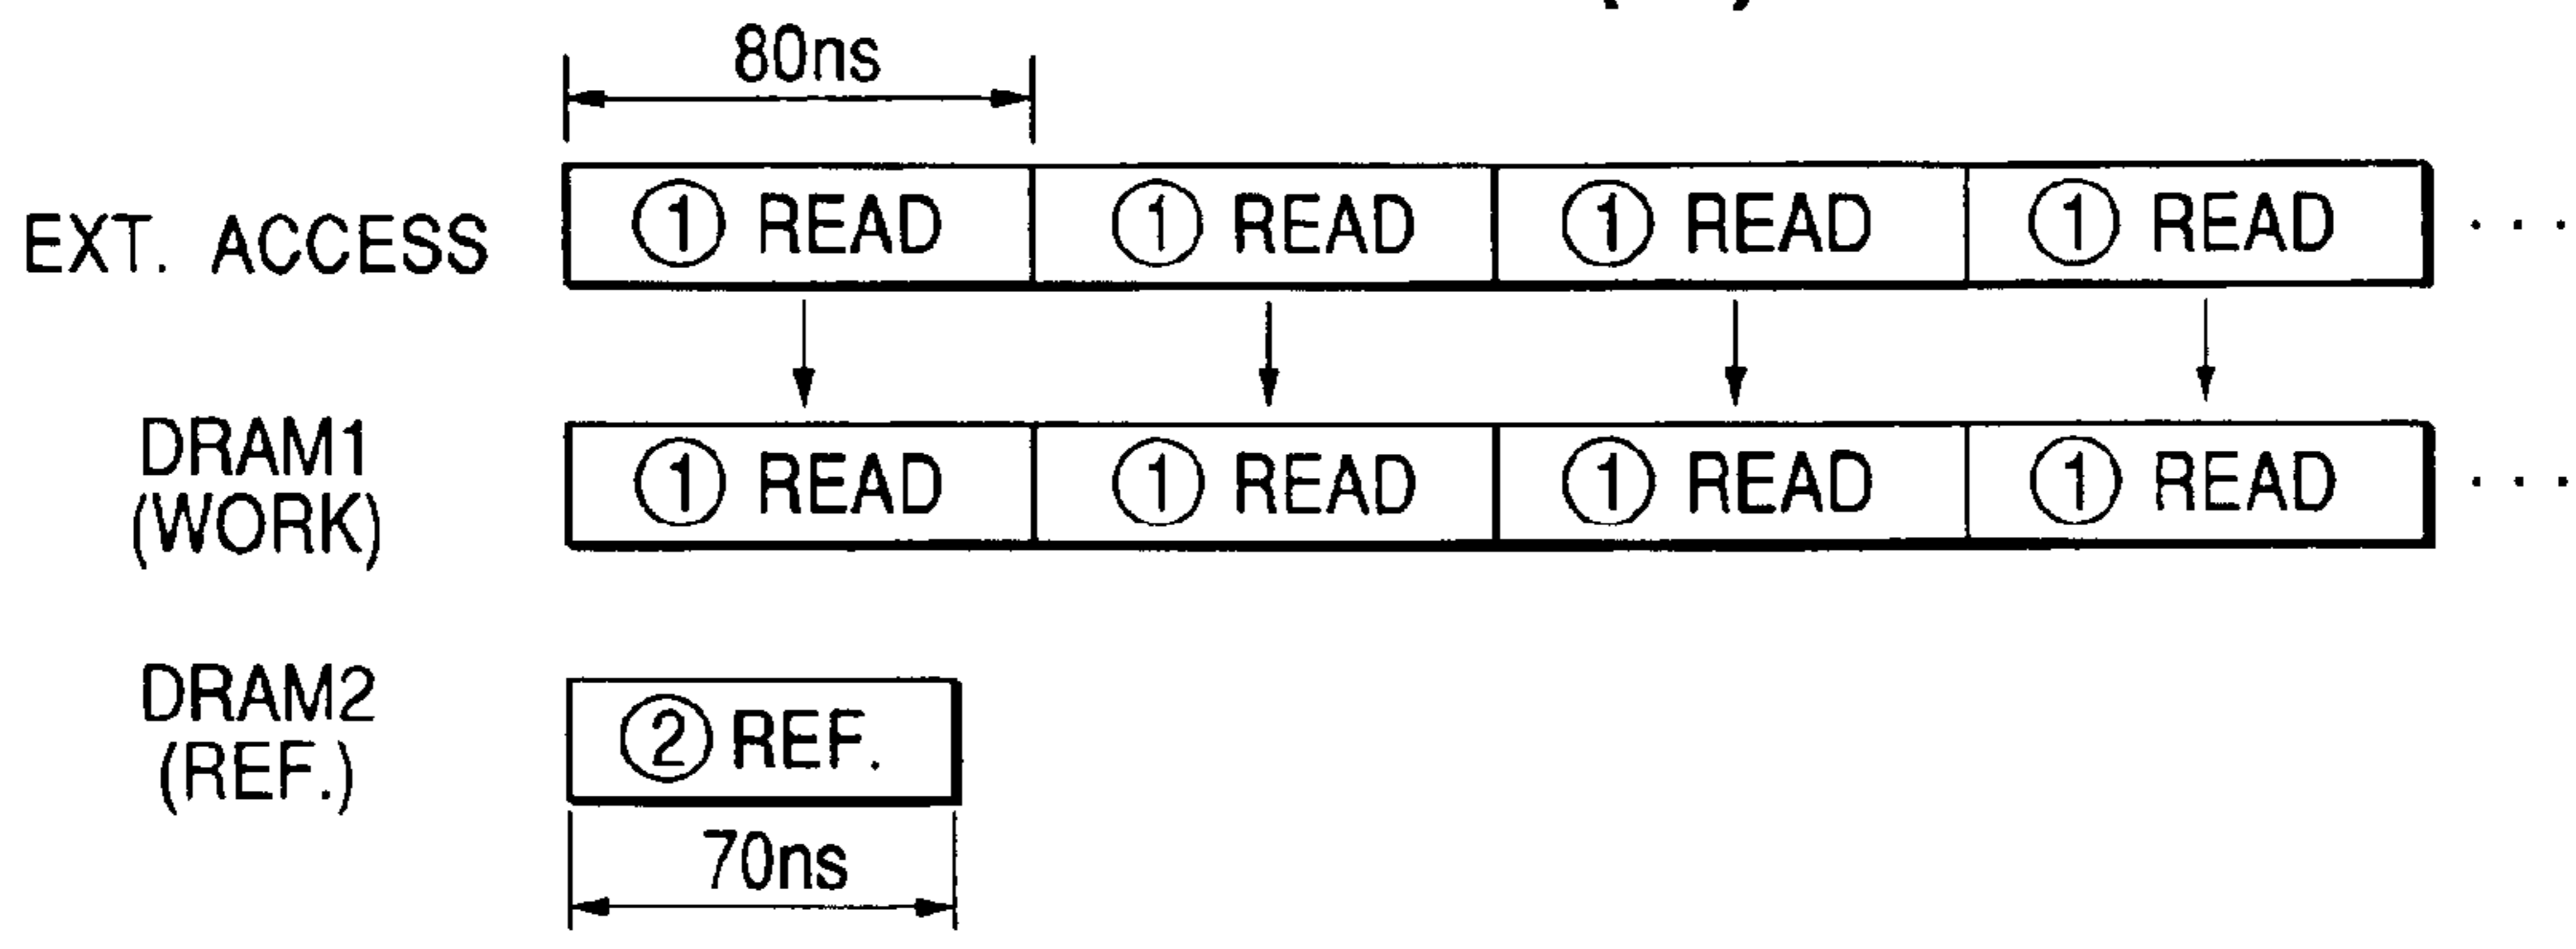 80ns
EXT. ACCESS ① READ ① READ ① READ ① READ . . .
DRAM1
(WORK)
① READ ① READ ① READ ① READ . . .
DRAM2
(REF.)
② REF.
70ns